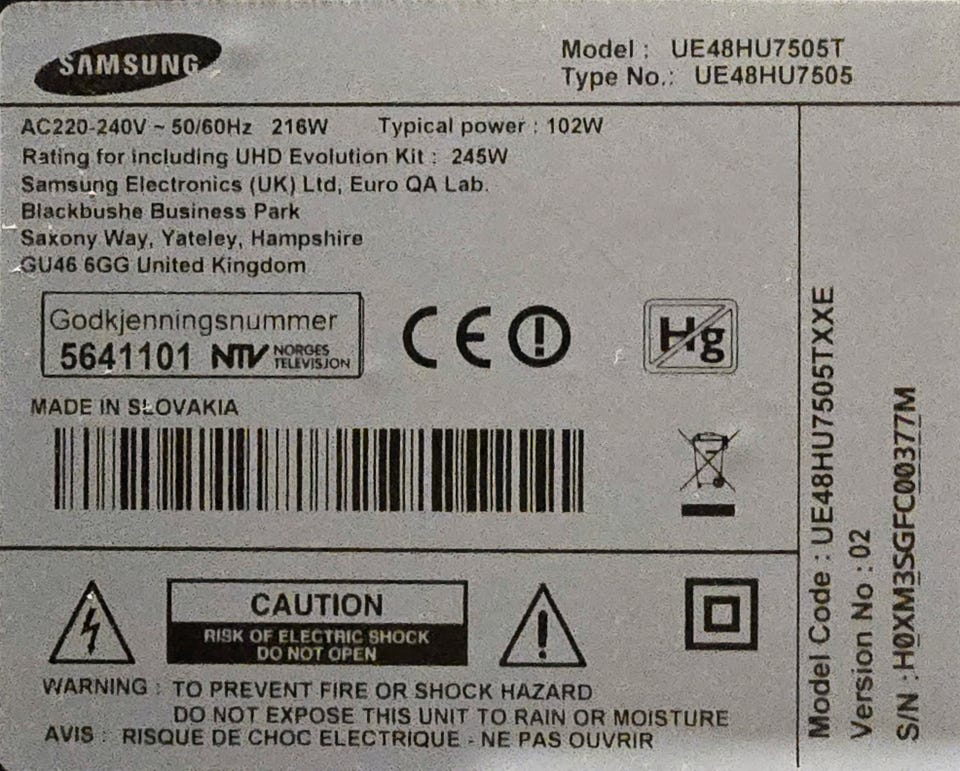 SAMSUNG
Model : UE48HU7505T
Type No.: UE48HU7505
AC220-240V ~ 50/60Hz 216W Typical power : 102W
Rating for including UHD Evolution Kit : 245W
Samsung Electronics (UK) Ltd, Euro QA Lab.
Blackbushe Business Park
Saxony Way, Yateley, Hampshire
GU46 6GG United Kingdom
Godkjenningsnummer
5641101 NTV NORGES
TELEVISJON
CE
Hg
MADE IN SLOVAKIA
CAUTION
RISK OF ELECTRIC SHOCK
DO NOT OPEN
WARNING : TO PREVENT FIRE OR SHOCK HAZARD
DO NOT EXPOSE THIS UNIT TO RAIN OR MOISTURE
AVIS : RISQUE DE CHOC ELECTRIQUE - NE PAS OUVRIR
Model Code : UE48HU7505TXXE
Version No : 02
S/N : H0XM3SGFC00377M